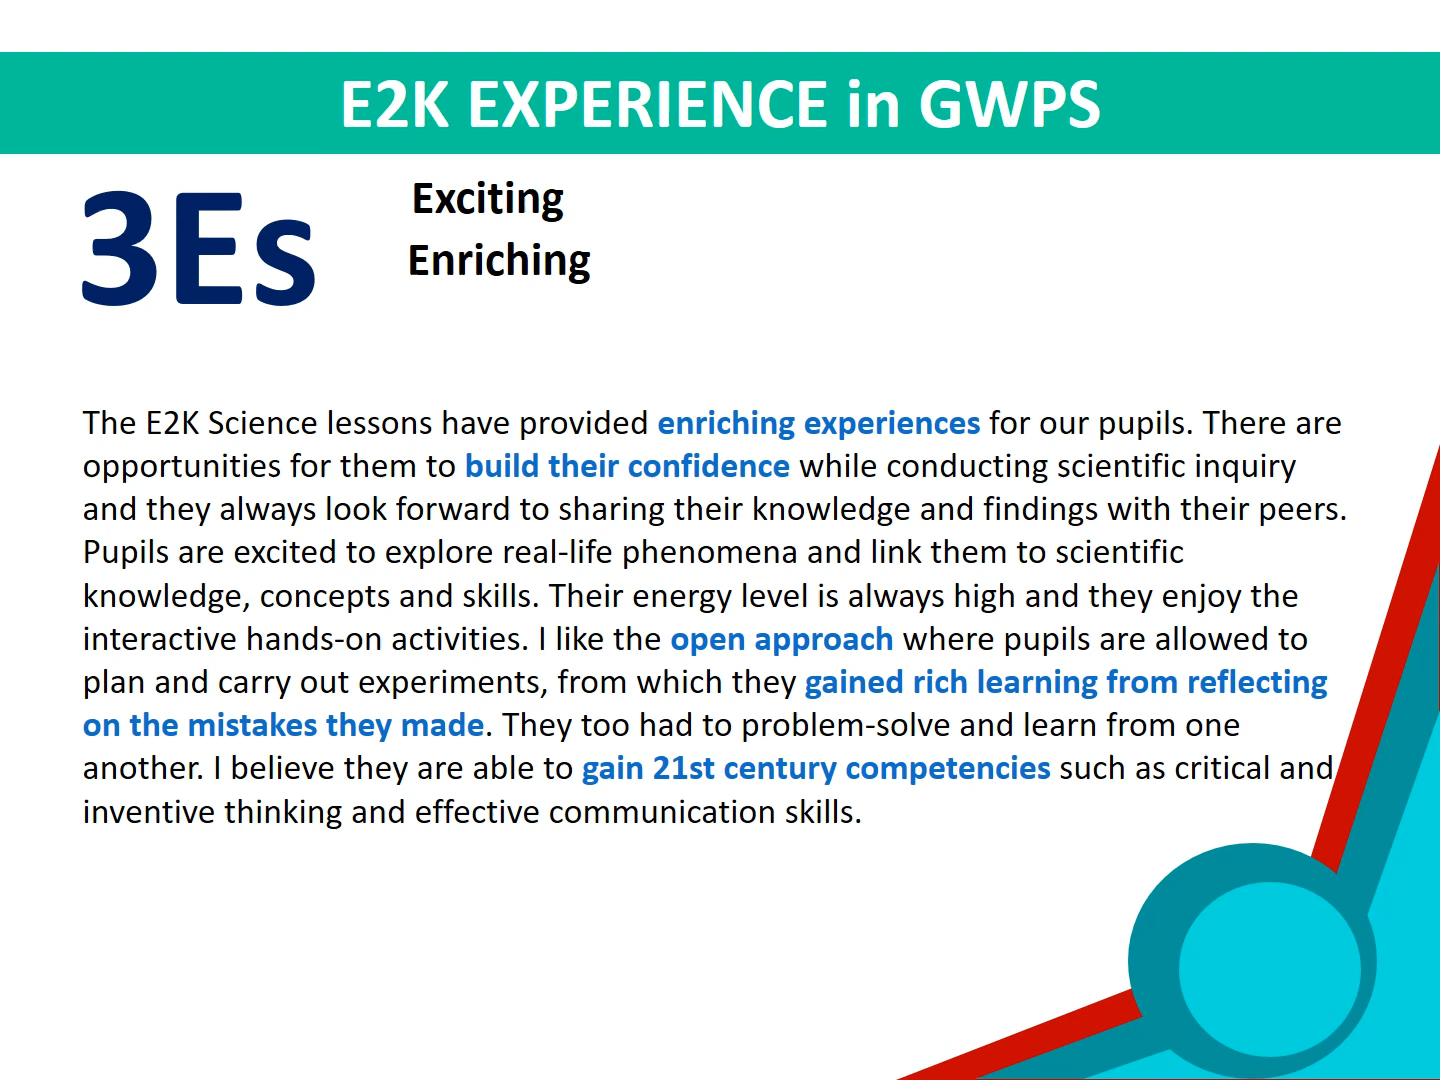 E2K EXPERIENCE in GWPS
3Es
Exciting
Enriching
The E2K Science lessons have provided enriching experiences for our pupils. There are
opportunities for them to build their confidence while conducting scientific inquiry
and they always look forward to sharing their knowledge and findings with their peers.
Pupils are excited to explore real-life phenomena and link them to scientific
knowledge, concepts and skills. Their energy level is always high and they enjoy the
interactive hands-on activities. I like the open approach where pupils are allowed to
plan and carry out experiments, from which they gained rich learning from reflecting
on the mistakes they made. They too had to problem-solve and learn from one
another. I believe they are able to gain 21st century competencies such as critical and
inventive thinking and effective communication skills.